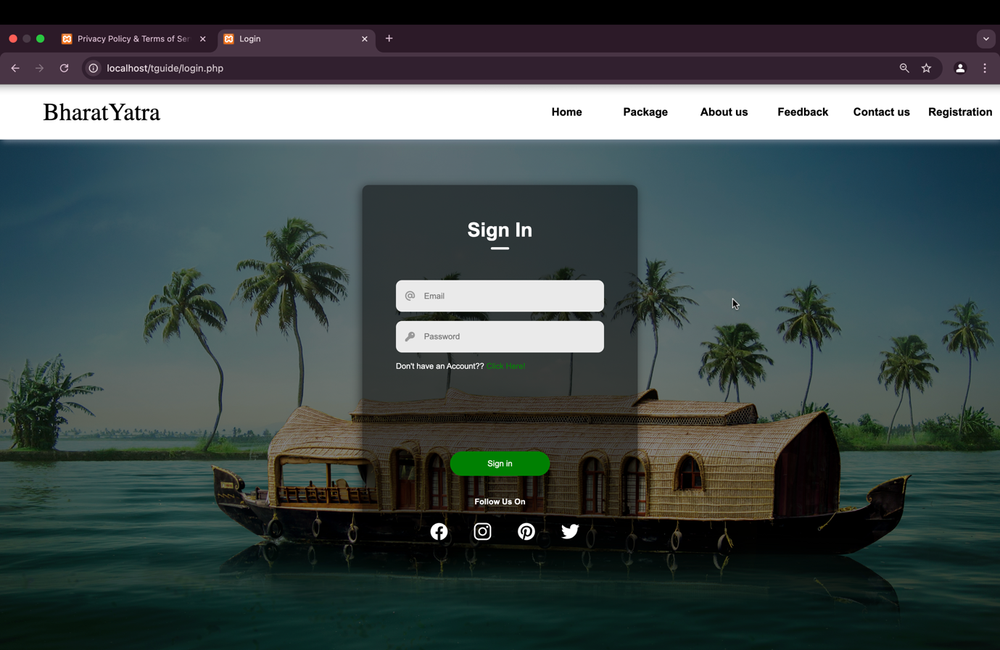 Privacy Policy & Terms of Ser
Login
localhost/tguide/login.php
BharatYatra
Home Package About us Feedback Contact us Registration
Sign In
Email
Password
Don't have an Account?? Click Here!
Sign in
Follow Us On